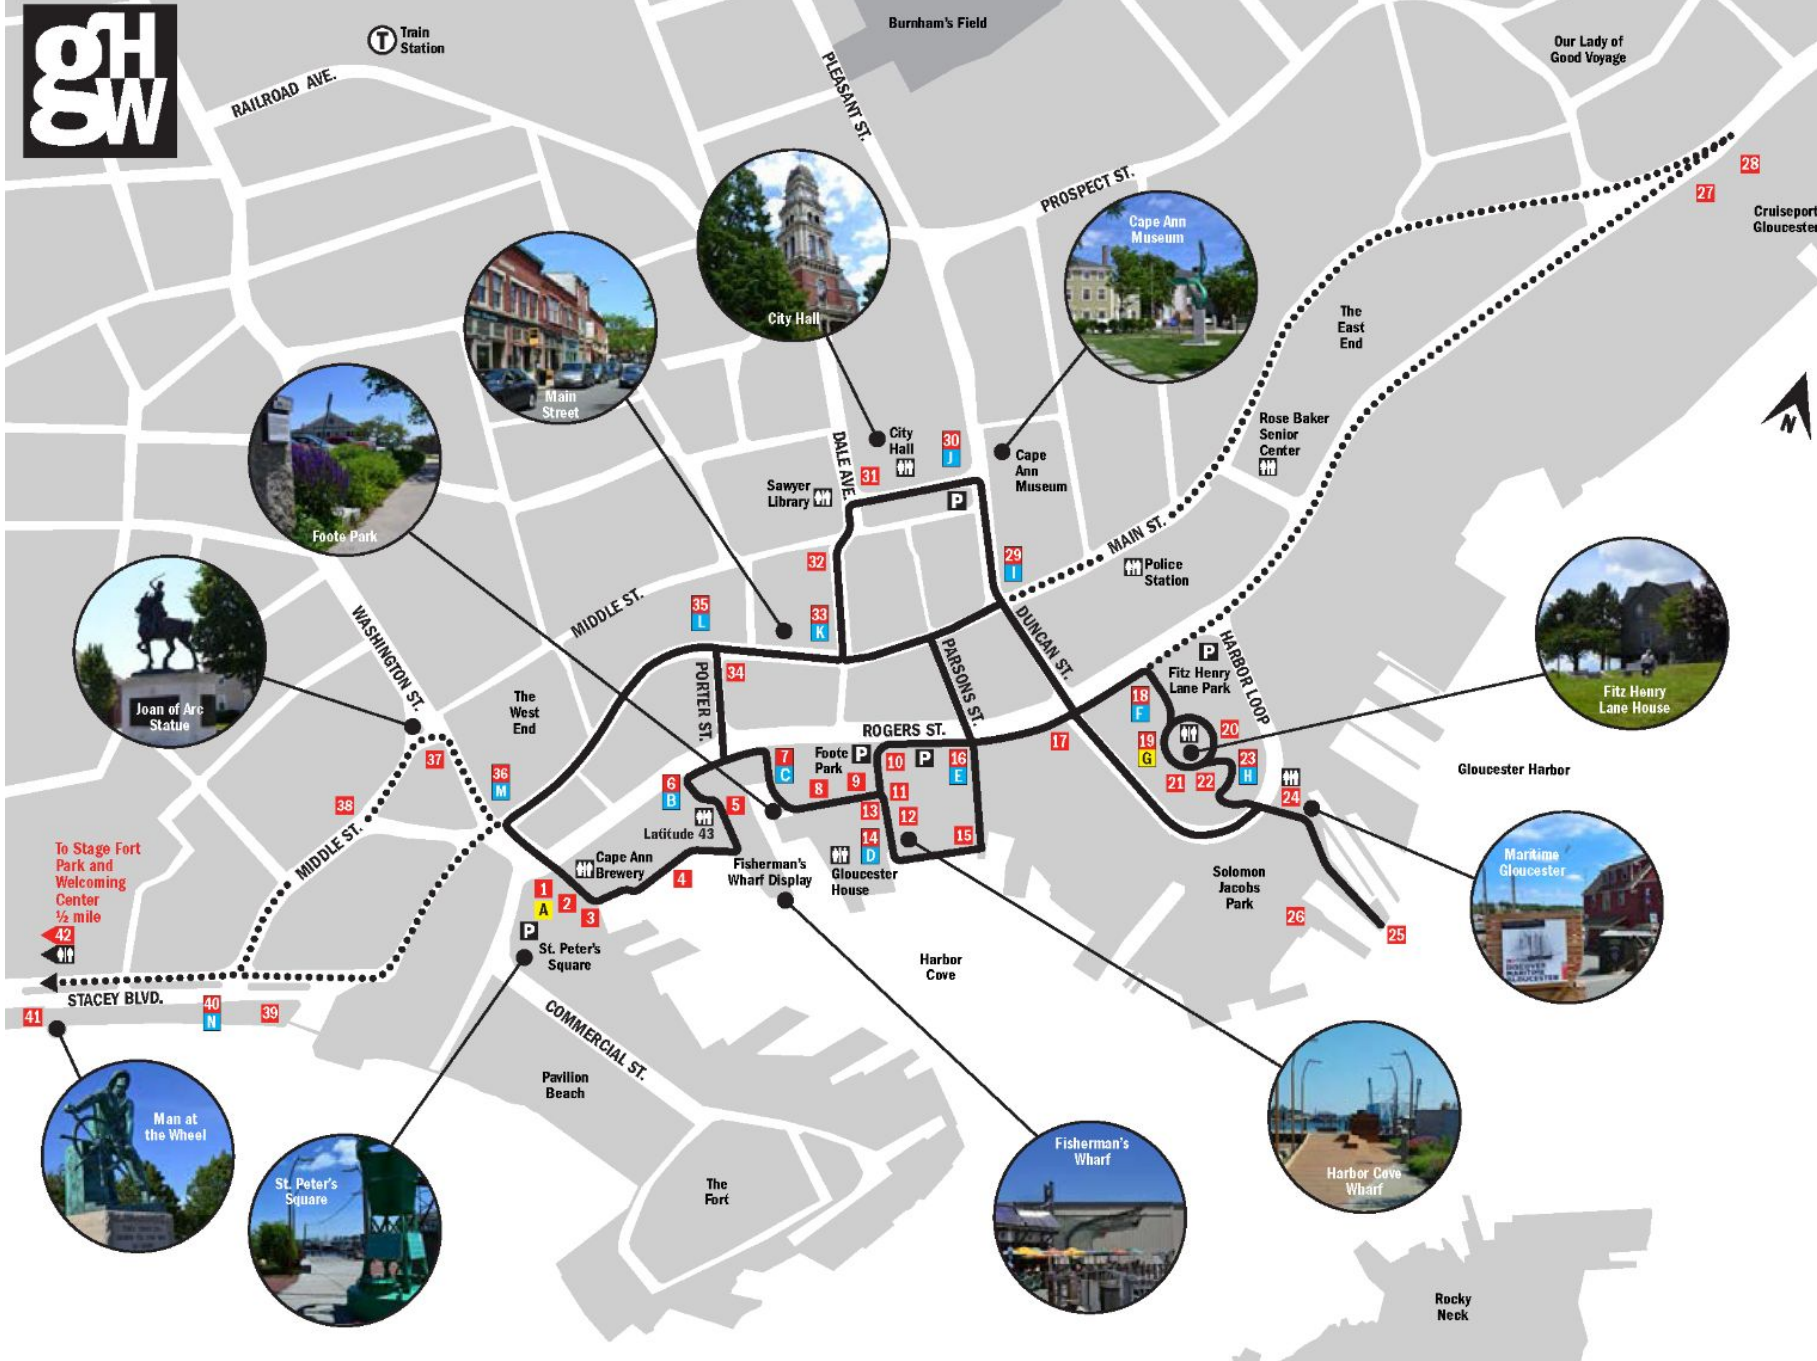 gHgW
T
Train
Station
Burnham's Field
Our Lady of
Good Voyage
RAILROAD AVE.
PLEASANT ST.
PROSPECT ST.
28
27
Cruiseport
Gloucester
City Hall
Cape Ann
Museum
Main
Street
The
East
End
N
Foote Park
City
Hall
30
J
31
DALE AVE.
Cape
Ann
Museum
Rose Baker
Senior
Center
Sawyer
Library
P
MAIN ST.
Police
Station
32
29
I
Joan of Arc
Statue
WASHINGTON ST.
MIDDLE ST.
35
L
33
K
DUNCAN ST.
PARSONS ST.
HARBOR LOOP
P
Fitz Henry
Lane Park
Fitz Henry
Lane House
34
PORTER ST.
The
West
End
18
F
ROGERS ST.
17
19
G
20
37
36
M
7
C
Foote
Park
P
10
P
16
E
23
H
21
22
24
Gloucester Harbor
38
6
B
8
9
11
5
13
12
15
Latitude 43
14
D
MIDDLE ST.
To Stage Fort
Park and
Welcoming
Center
½ mile
42
Cape Ann
Brewery
4
Fisherman's
Wharf Display
Gloucester
House
Solomon
Jacobs
Park
Maritime
Gloucester
DISCOVER
MARITIME
GLOUCESTER
1
A
2
3
P
St. Peter's
Square
26
25
Harbor
Cove
STACEY BLVD.
41
40
N
39
COMMERCIAL ST.
Pavilion
Beach
Man at
the Wheel
St. Peter's
Square
The
Fort
Fisherman's
Wharf
Harbor Cove
Wharf
Rocky
Neck